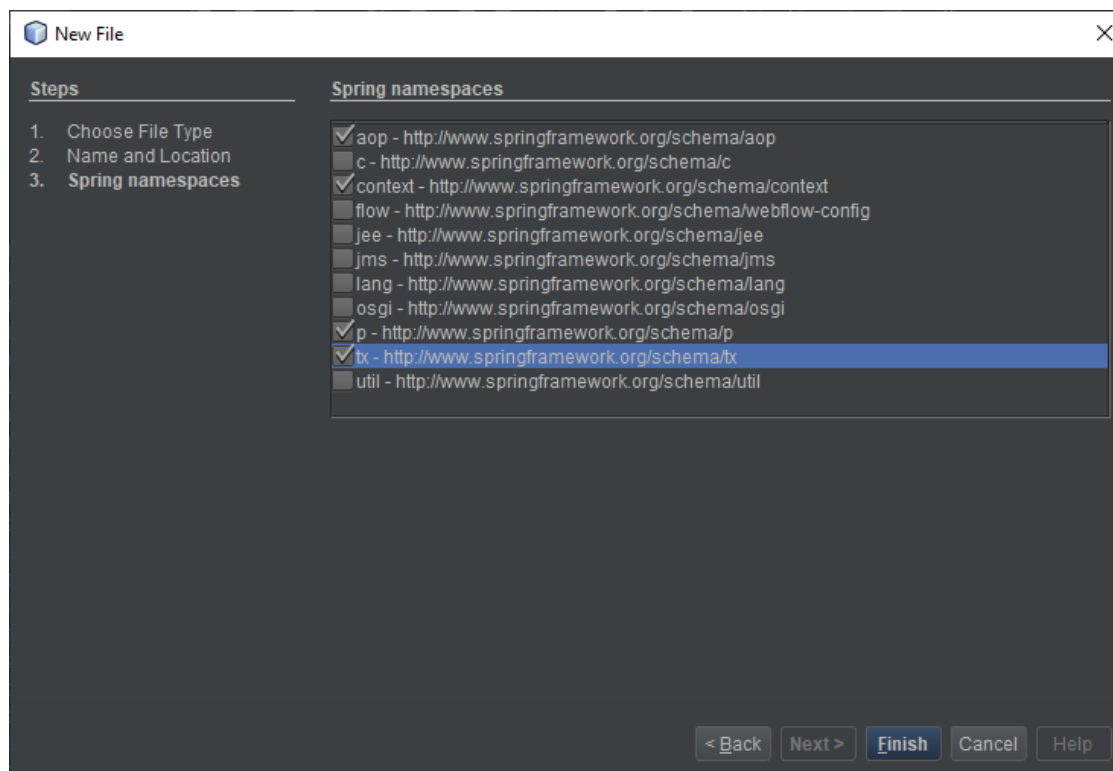 New File
Steps
1. Choose File Type
2. Name and Location
3. Spring namespaces
Spring namespaces
aop - http://www.springframework.org/schema/aop
c - http://www.springframework.org/schema/c
context - http://www.springframework.org/schema/context
flow - http://www.springframework.org/schema/webflow-config
jee - http://www.springframework.org/schema/jee
jms - http://www.springframework.org/schema/jms
lang - http://www.springframework.org/schema/lang
osgi - http://www.springframework.org/schema/osgi
p - http://www.springframework.org/schema/p
tx - http://www.springframework.org/schema/tx
util - http://www.springframework.org/schema/util
< Back Next > Finish Cancel Help